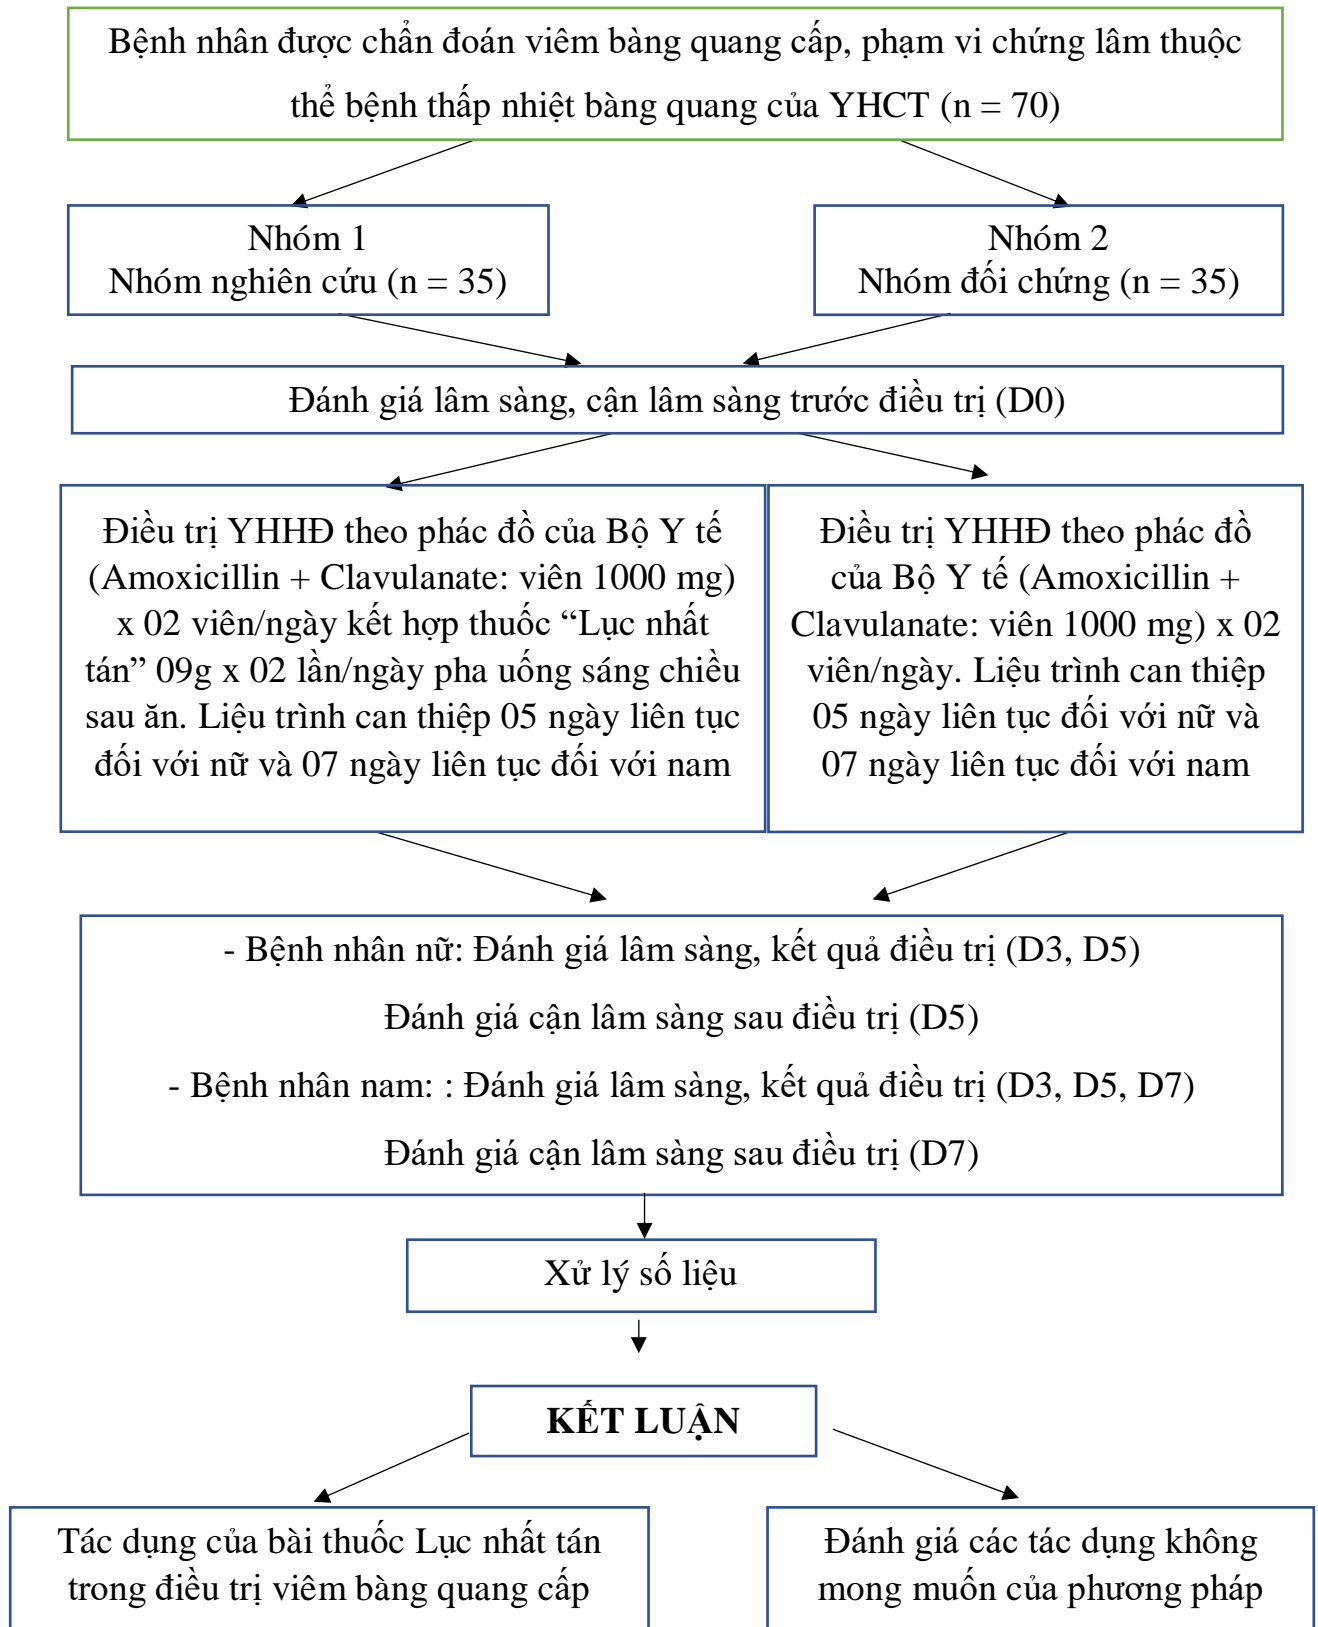 Bệnh nhân được chẩn đoán viêm bàng quang cấp, phạm vi chứng lâm thuộc
thể bệnh thấp nhiệt bàng quang của YHCT (n = 70)
Nhóm 1
Nhóm nghiên cứu (n = 35)
Nhóm 2
Nhóm đối chứng (n = 35)
Đánh giá lâm sàng, cận lâm sàng trước điều trị (D0)
Điều trị YHHĐ theo phác đồ của Bộ Y tế
(Amoxicillin + Clavulanate: viên 1000 mg)
x 02 viên/ngày kết hợp thuốc “Lục nhất
tán” 09g x 02 lần/ngày pha uống sáng chiều
sau ăn. Liệu trình can thiệp 05 ngày liên tục
đối với nữ và 07 ngày liên tục đối với nam
Điều trị YHHĐ theo phác đồ
của Bộ Y tế (Amoxicillin +
Clavulanate: viên 1000 mg) x 02
viên/ngày. Liệu trình can thiệp
05 ngày liên tục đối với nữ và
07 ngày liên tục đối với nam
- Bệnh nhân nữ: Đánh giá lâm sàng, kết quả điều trị (D3, D5)
Đánh giá cận lâm sàng sau điều trị (D5)
- Bệnh nhân nam: : Đánh giá lâm sàng, kết quả điều trị (D3, D5, D7)
Đánh giá cận lâm sàng sau điều trị (D7)
Xử lý số liệu
KẾT LUẬN
Tác dụng của bài thuốc Lục nhất tán
trong điều trị viêm bàng quang cấp
Đánh giá các tác dụng không
mong muốn của phương pháp